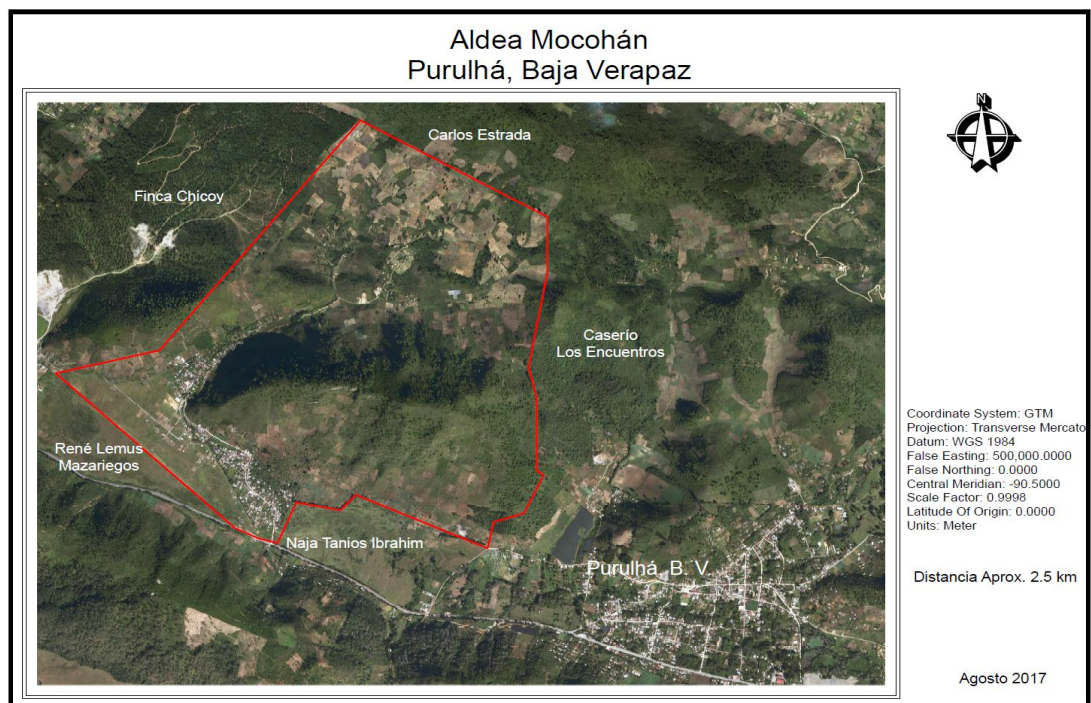 Aldea Mocohán
Purulhá, Baja Verapaz
N
Carlos Estrada
Finca Chicoy
Caserío
Los Encuentros
René Lemus
Mazariegos
Naja Tanios Ibrahim
Purulhá, B. V.
Coordinate System: GTM
Projection: Transverse Mercato
Datum: WGS 1984
False Easting: 500,000.0000
False Northing: 0.0000
Central Meridian: -90.5000
Scale Factor: 0.9998
Latitude Of Origin: 0.0000
Units: Meter
Distancia Aprox. 2.5 km
Agosto 2017